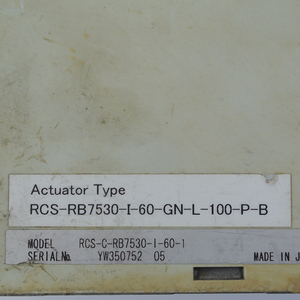 Actuator Type
RCS-RB7530-I-60-GN-L-100-P-B
MODEL RCS-C-RB7530-I-60-1
SERIALNo. YW350752 05 MADE IN J